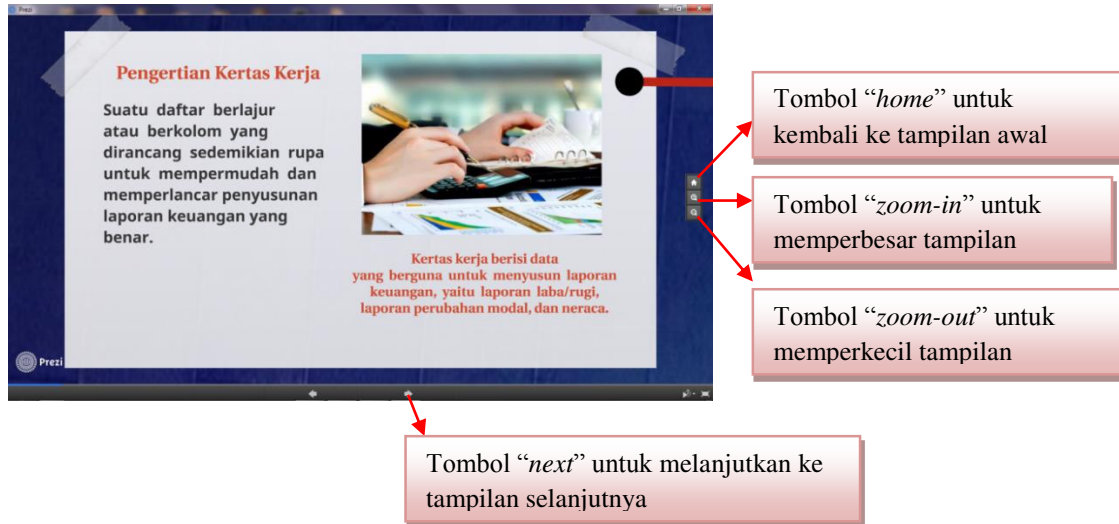 Prezi
Pengertian Kertas Kerja
Suatu daftar berlajur
atau berkolom yang
dirancang sedemikian rupa
untuk mempermudah dan
memperlancar penyusunan
laporan keuangan yang
benar.
Kertas kerja berisi data
yang berguna untuk menyusun laporan
keuangan, yaitu laporan laba/rugi,
laporan perubahan modal, dan neraca.
Prezi
Tombol “home” untuk
kembali ke tampilan awal
Tombol “zoom-in” untuk
memperbesar tampilan
Tombol “zoom-out” untuk
memperkecil tampilan
Tombol “next” untuk melanjutkan ke
tampilan selanjutnya